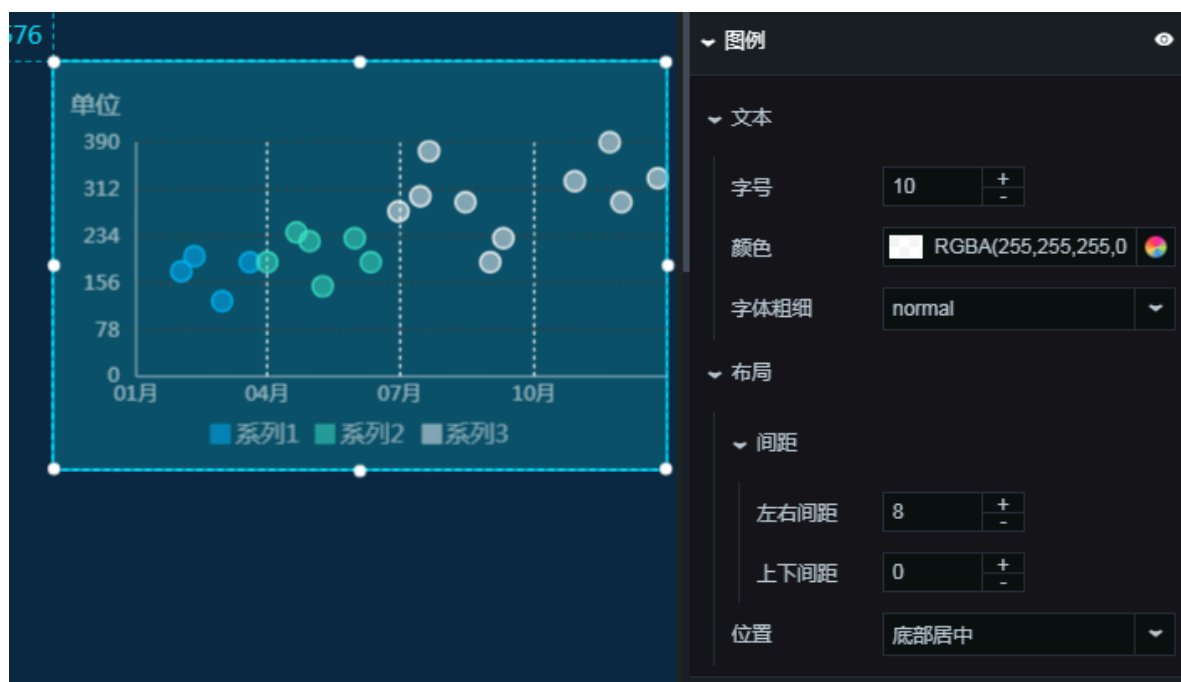 576
单位
390
312
234
156
78
0
01月 04月 07月 10月
系列1 系列2 系列3
图例
文本
字号 10 + -
颜色 RGBA(255,255,255,0
字体粗细 normal
布局
间距
左右间距 8 + -
上下间距 0 + -
位置 底部居中